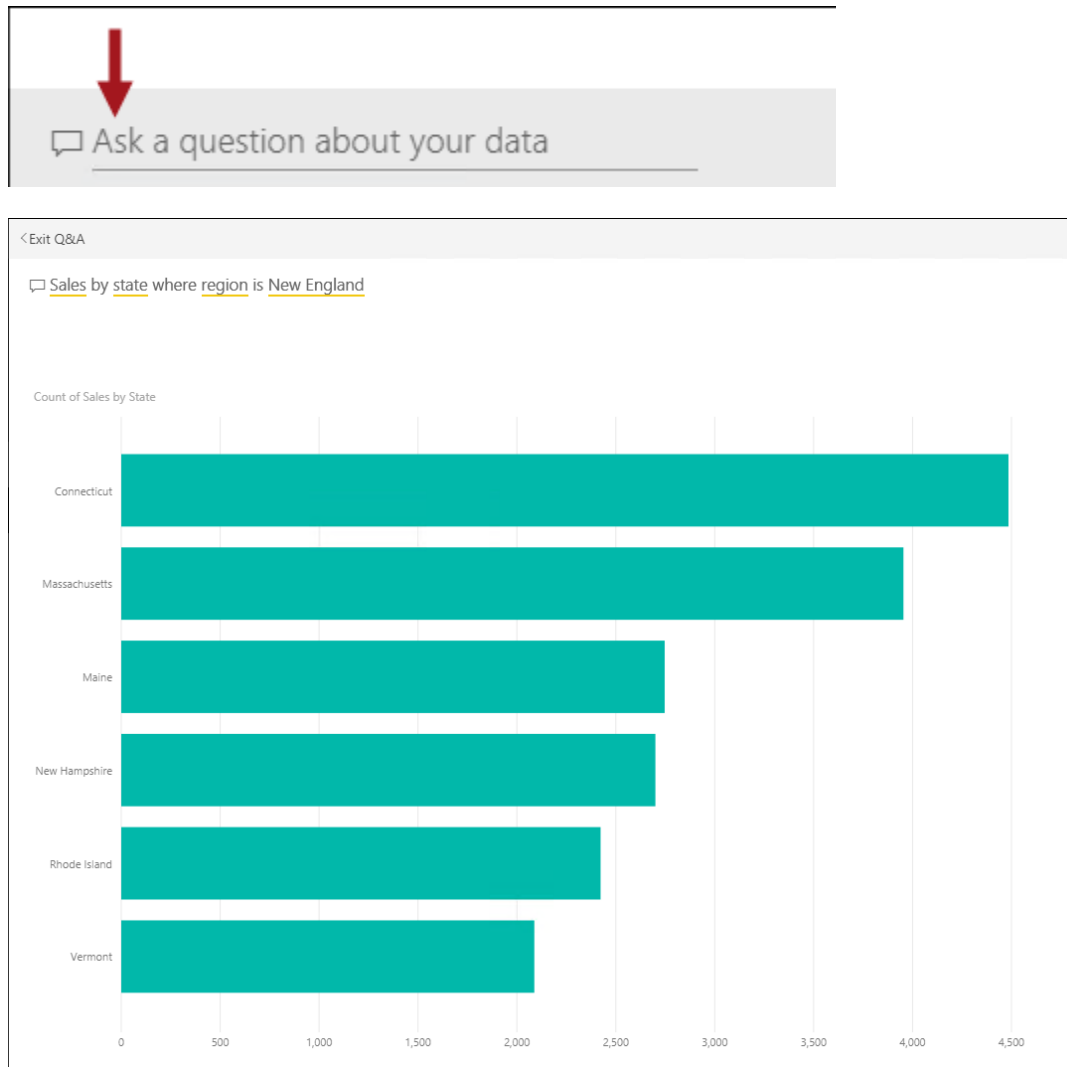 Ask a question about your data
<Exit Q&A
Sales by state where region is New England
Count of Sales by State
Connecticut
Massachusetts
Maine
New Hampshire
Rhode Island
Vermont
0 500 1,000 1,500 2,000 2,500 3,000 3,500 4,000 4,500